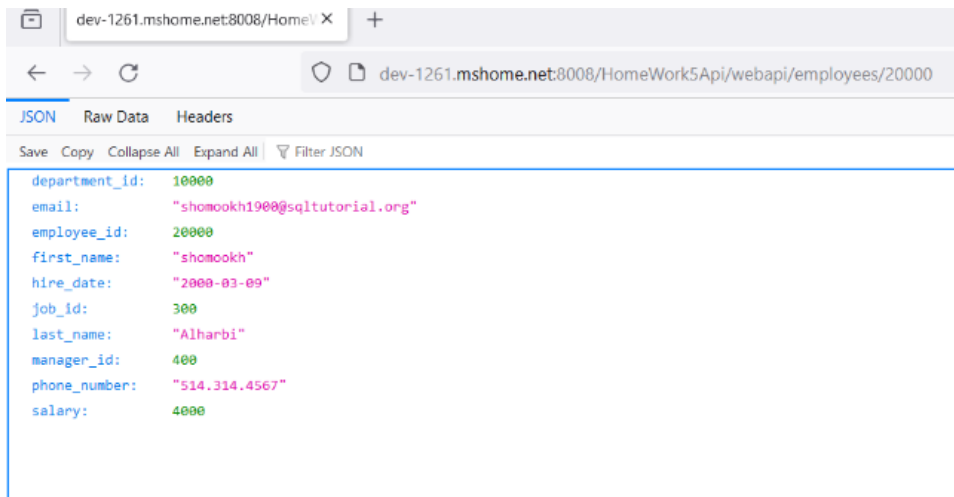 dev-1261.mshome.net:8008/HomeW
dev-1261.mshome.net:8008/HomeWork5Api/webapi/employees/20000
JSON Raw Data Headers
Save Copy Collapse All Expand All Filter JSON
department_id: 10000
email: "shomookh1900@sqltutorial.org"
employee_id: 20000
first_name: "shomookh"
hire_date: "2000-03-09"
job_id: 300
last_name: "Alharbi"
manager_id: 400
phone_number: "514.314.4567"
salary: 4000